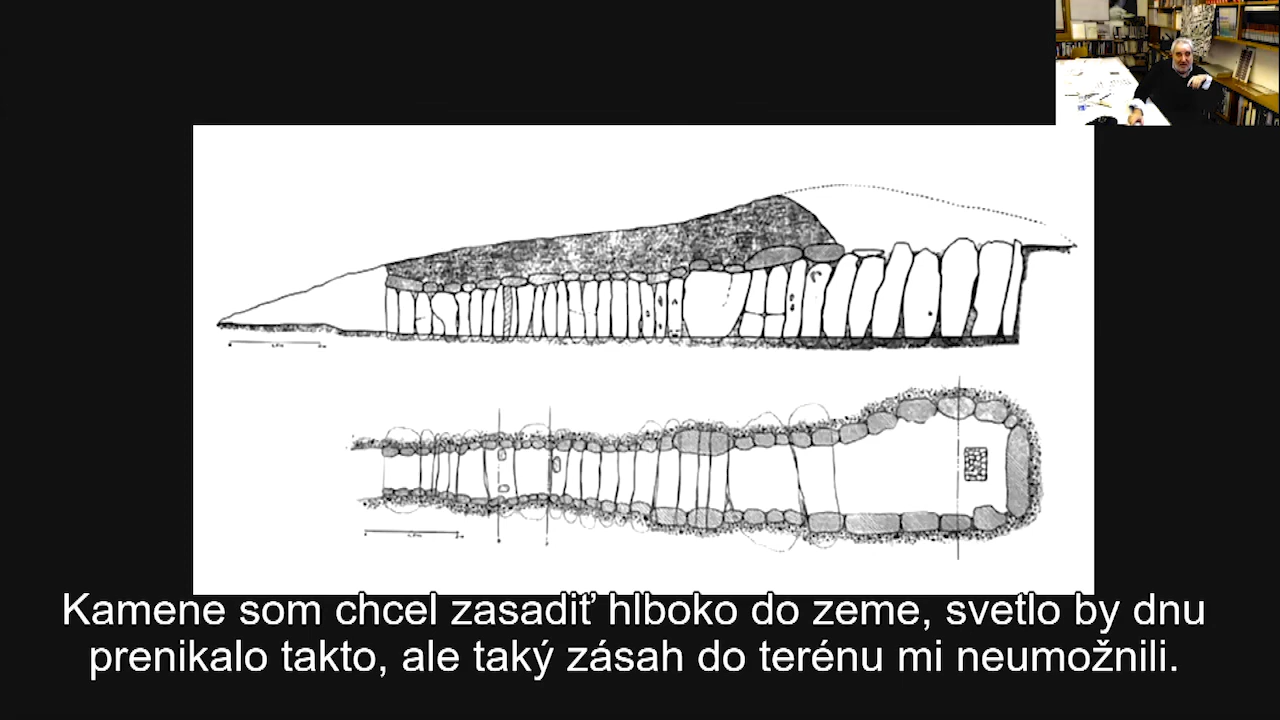 Kamene som chcel zasadiť hlboko do zeme, svetlo by dnu
prenikalo takto, ale taký zásah do terénu mi neumožnili.